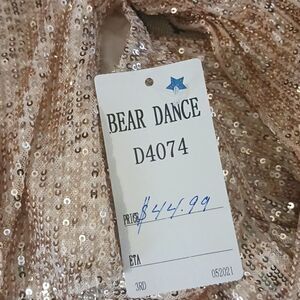 BEAR DANCE
D4074
PRICE $44.99
ETA
3RD 052021